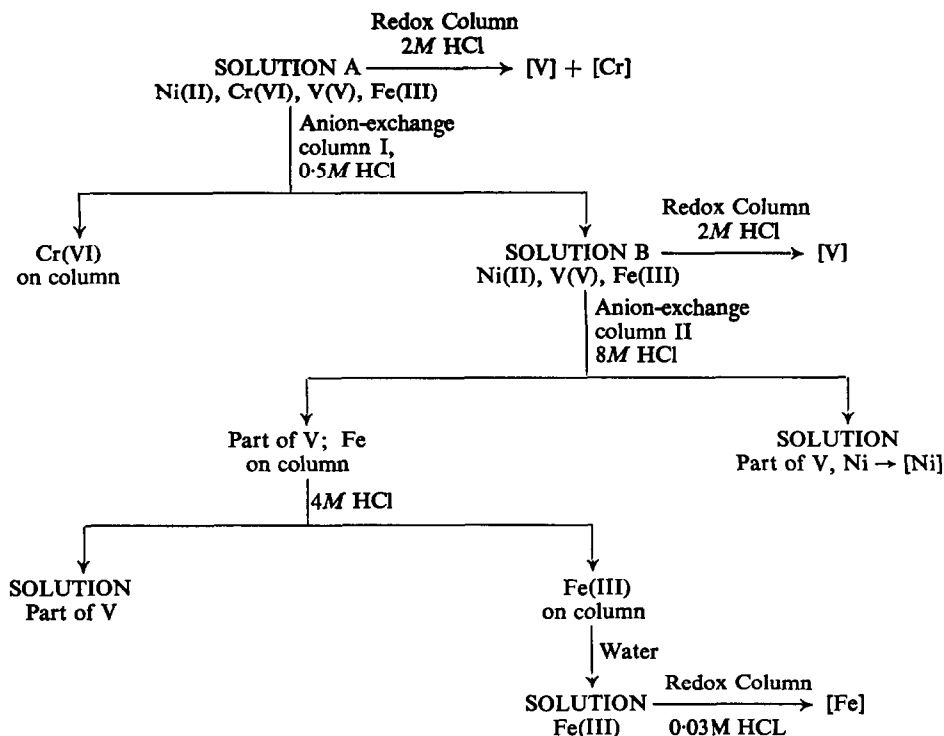 Redox Column
2M HCl
SOLUTION A → [V] + [Cr]
Ni(II), Cr(VI), V(V), Fe(III)
Anion-exchange
column I,
0·5M HCl
Cr(VI)
on column
Redox Column
2M HCl
SOLUTION B → [V]
Ni(II), V(V), Fe(III)
Anion-exchange
column II
8M HCl
Part of V; Fe
on column
SOLUTION
Part of V, Ni → [Ni]
4M HCl
SOLUTION
Part of V
Fe(III)
on column
Water
Redox Column
SOLUTION → [Fe]
Fe(III)
0·03M HCL